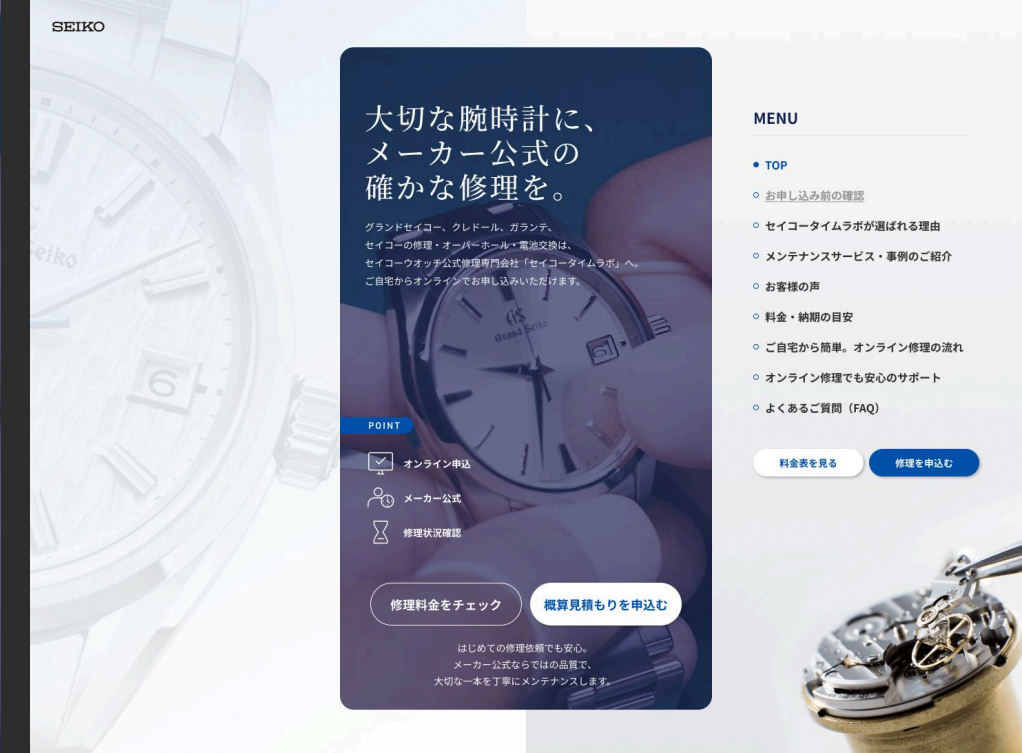 SEIKO
eiko
6
大切な腕時計に、
メーカー公式の
確かな修理を。
グランドセイコー、クレドール、ガランテ、
セイコーの修理・オーバーホール・電池交換は、
セイコーウオッチ公式修理専門会社「セイコータイムラボ」へ。
ご自宅からオンラインでお申し込みいただけます。
GS
Grand Seiko
6
POINT
オンライン申込
メーカー公式
修理状況確認
修理料金をチェック
概算見積もりを申込む
はじめての修理依頼でも安心。
メーカー公式ならではの品質で、
大切な一本を丁寧にメンテナンスします。
MENU
TOP
お申し込み前の確認
セイコータイムラボが選ばれる理由
メンテナンスサービス・事例のご紹介
お客様の声
料金・納期の目安
ご自宅から簡単。オンライン修理の流れ
オンライン修理でも安心のサポート
よくあるご質問（FAQ）
料金表を見る
修理を申込む